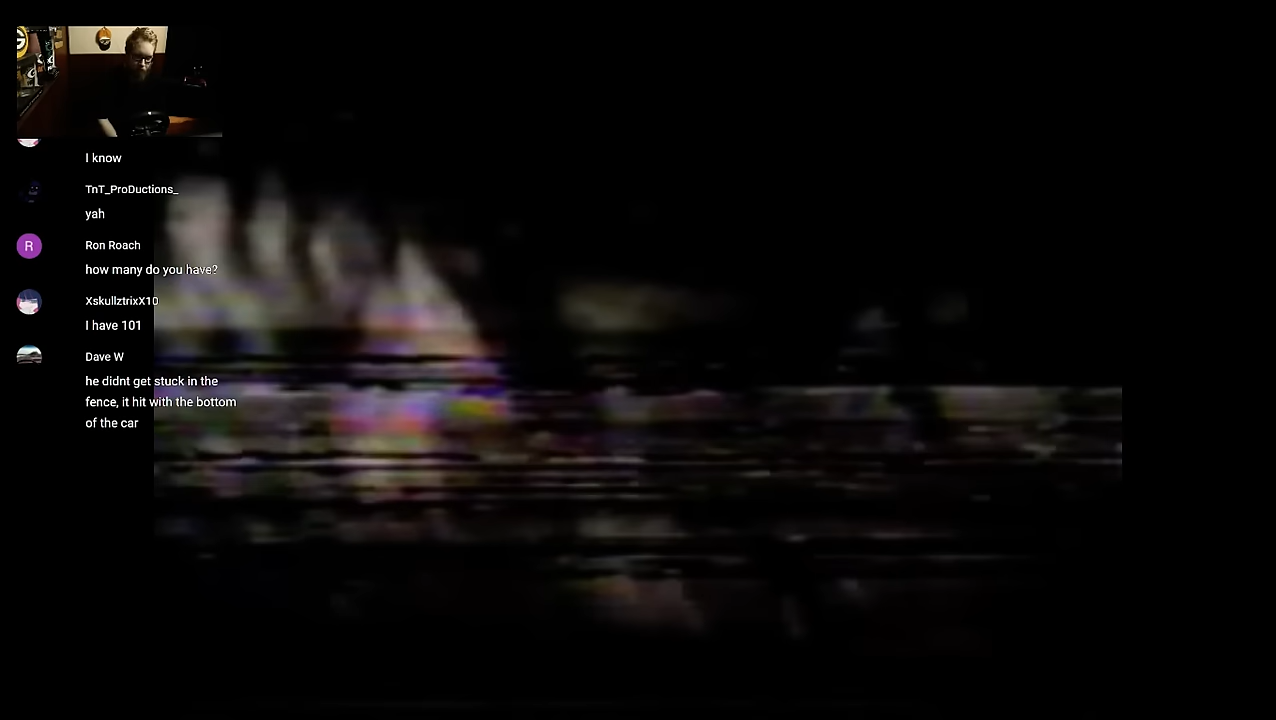 I know
TnT_ProDuctions_
yah
R
Ron Roach
how many do you have?
XskullztrixX10
I have 101
Dave W
he didnt get stuck in the
fence, it hit with the bottom
of the car